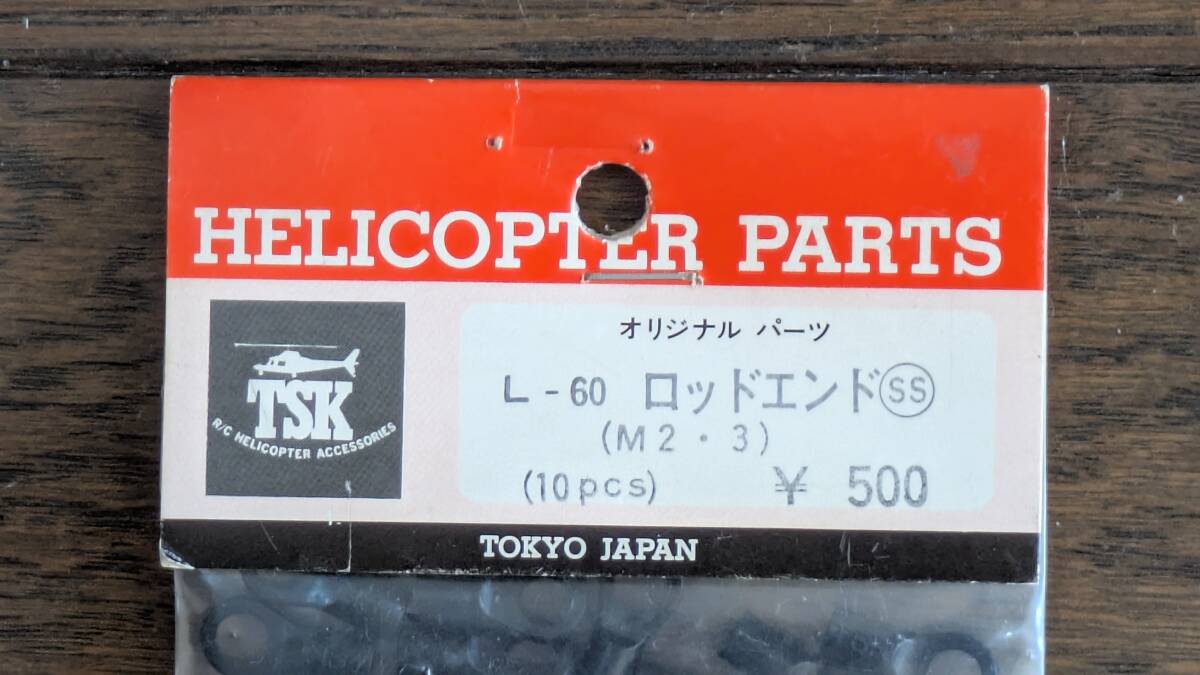 HELICOPTER PARTS
TSK
R/C HELICOPTER ACCESSORIES
オリジナル パーツ
L-60 ロッドエンドSS
(M2・3)
(10pcs) ¥ 500
TOKYO JAPAN